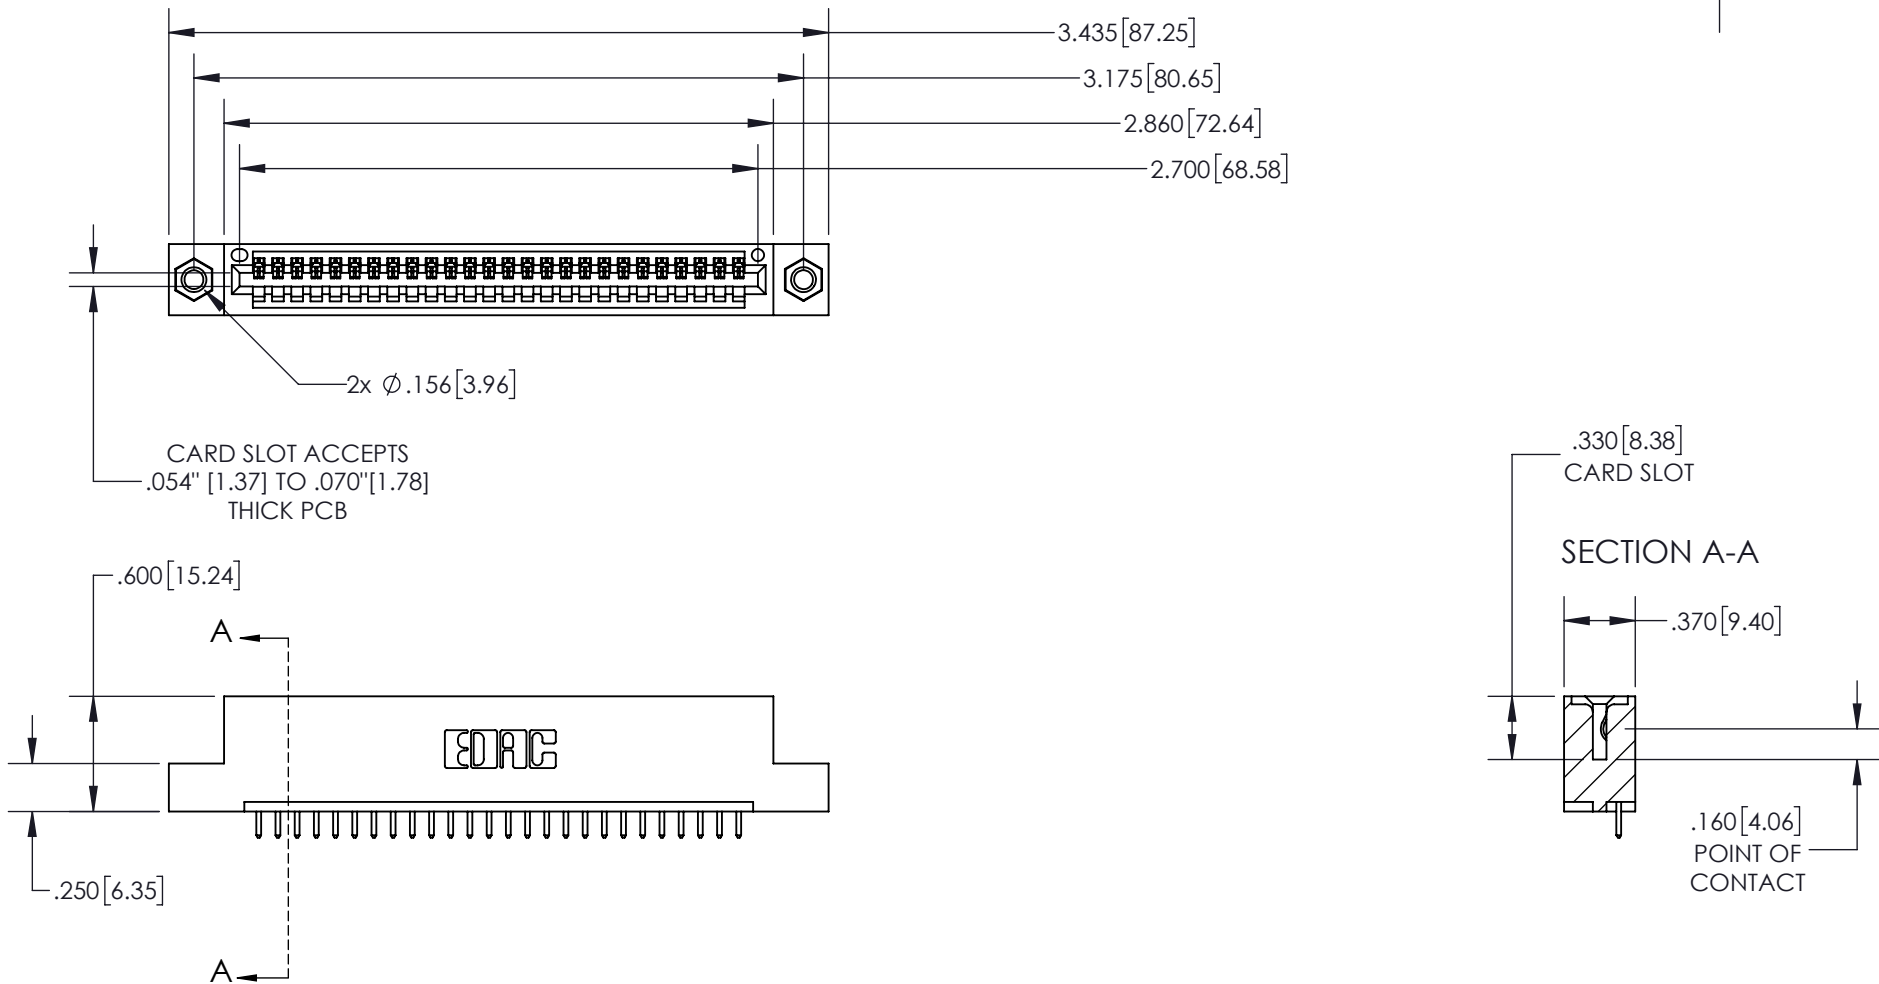 3.435[87.25]
3.175[80.65]
2.860[72.64]
2.700[68.58]
2x ∅.156[3.96]
CARD SLOT ACCEPTS
.054" [1.37] TO .070"[1.78]
THICK PCB
.330[8.38]
CARD SLOT
SECTION A-A
.600[15.24]
.370[9.40]
A
EDAC
.160[4.06]
POINT OF
CONTACT
.250[6.35]
A